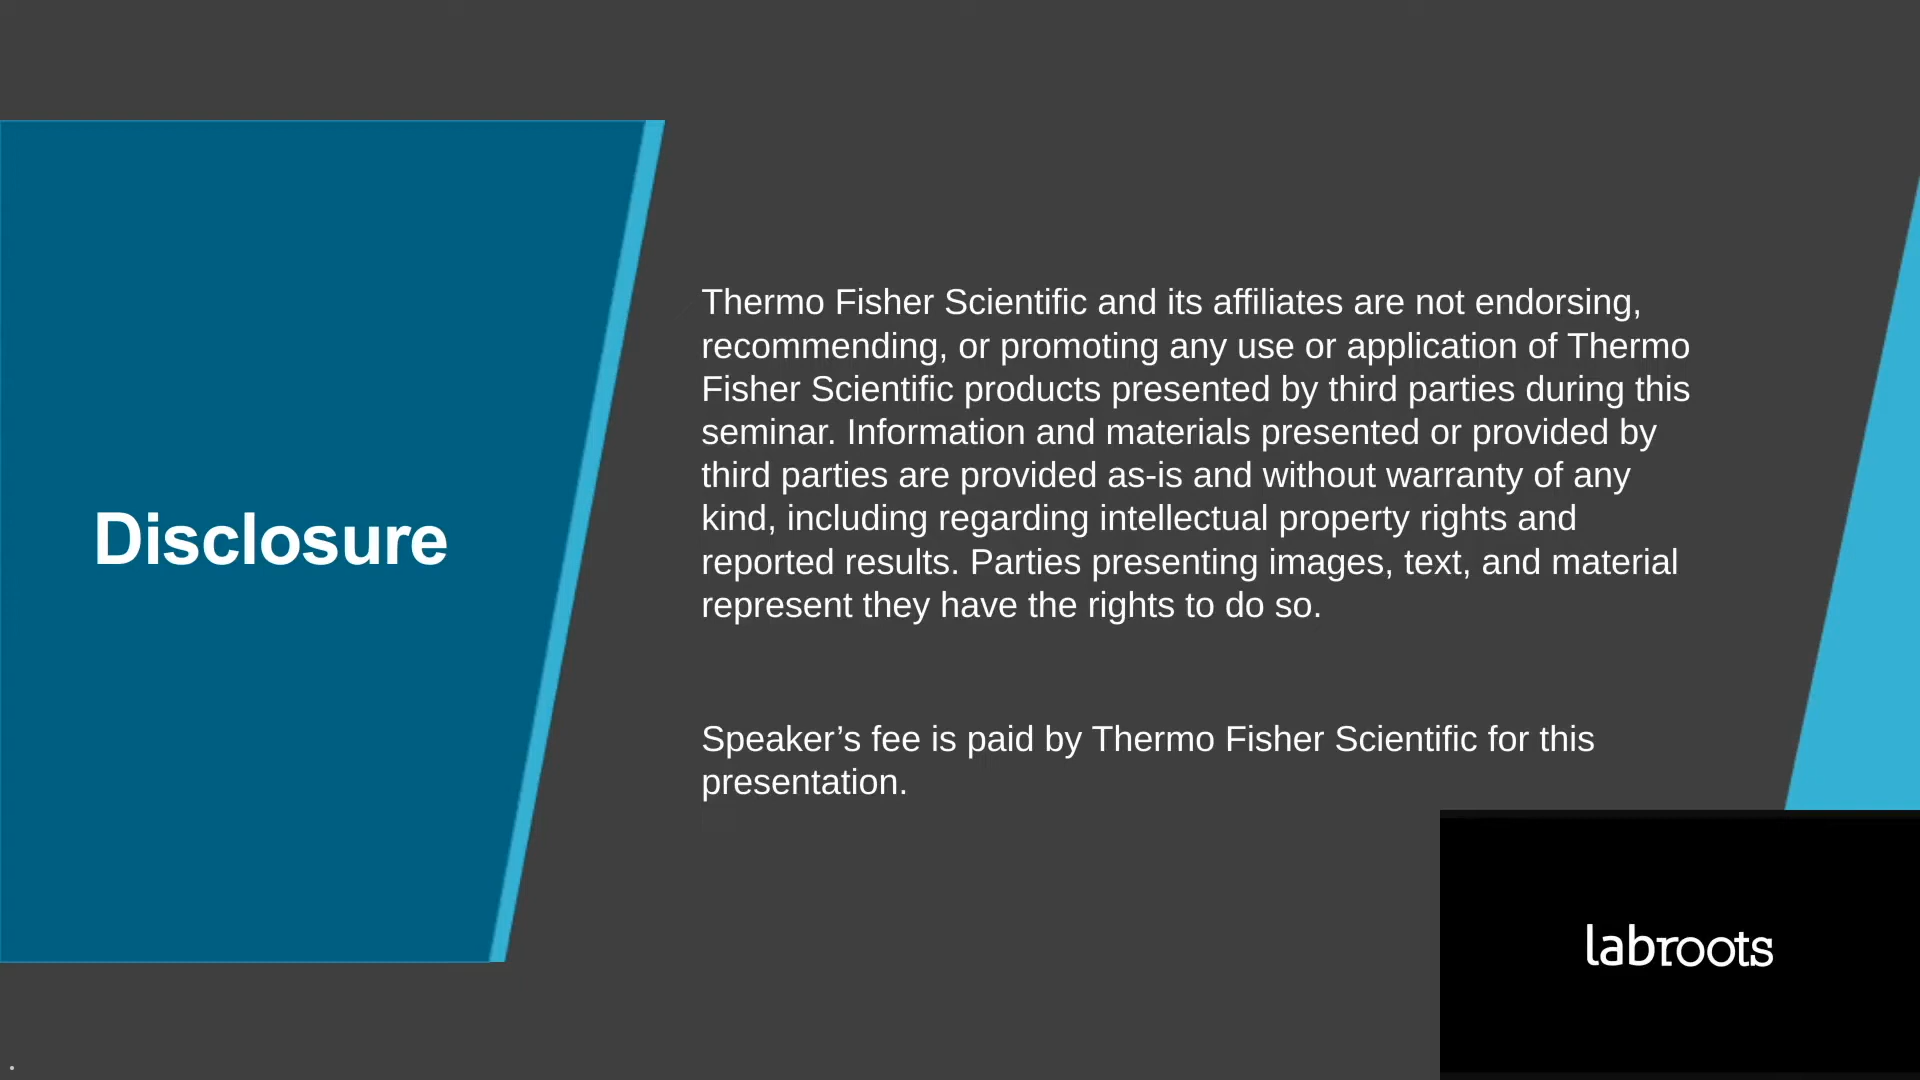 Disclosure
Thermo Fisher Scientific and its affiliates are not endorsing,
recommending, or promoting any use or application of Thermo
Fisher Scientific products presented by third parties during this
seminar. Information and materials presented or provided by
third parties are provided as-is and without warranty of any
kind, including regarding intellectual property rights and
reported results. Parties presenting images, text, and material
represent they have the rights to do so.
Speaker’s fee is paid by Thermo Fisher Scientific for this
presentation.
labroots